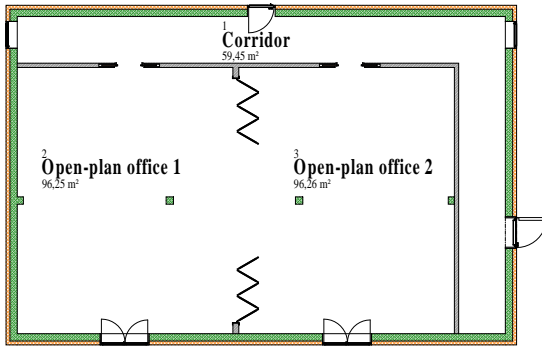 1
Corridor
59,45 m²
2
Open-plan office 1
96,25 m²
3
Open-plan office 2
96,26 m²